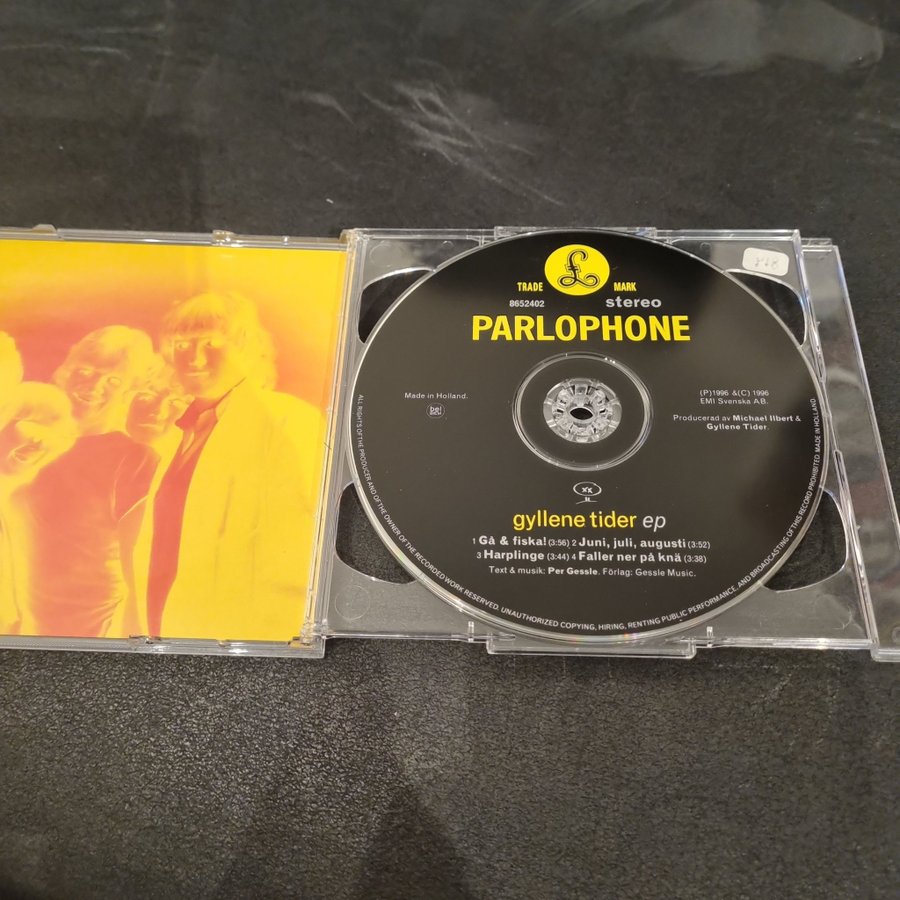 £
TRADE MARK
8652402 stereo
PARLOPHONE
Made in Holland.
(P)1996 &(C) 1996
EMI Svenska AB.
Producerad av Michael Ilbert &
Gyllene Tider.
gyllene tider ep
1 Gå & fiska! (3:56) 2 Juni, juli, augusti (3:52)
3 Harplinge (3:44) 4 Faller ner på knä (3:38)
Text & musik: Per Gessle. Förlag: Gessle Music.
ALL RIGHTS OF THE PRODUCER AND OF THE OWNER OF THE RECORDED WORK RESERVED. UNAUTHORIZED COPYING, HIRING, RENTING PUBLIC PERFORMANCE, AND BROADCASTING OF THIS RECORD PROHIBITED. MADE IN HOLLAND